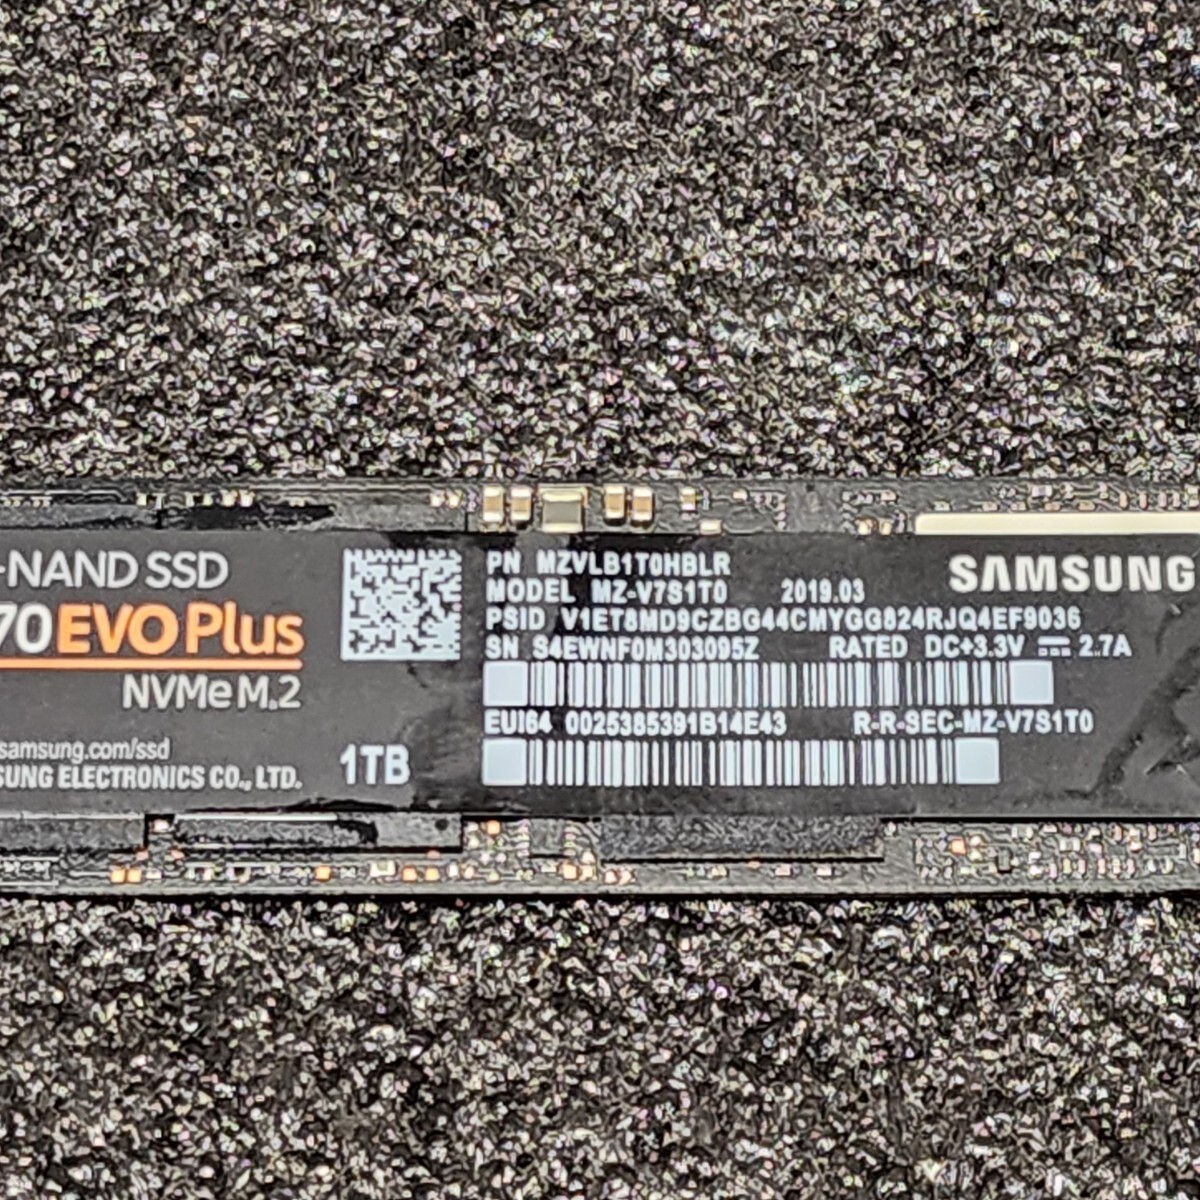 -NAND SSD
70 EVO Plus
NVMe M.2
samsung.com/ssd
SUNG ELECTRONICS CO., LTD.
1TB
PN MZVLB1T0HBLR
MODEL MZ-V7S1T0 2019.03
PSID V1ET8MD9CZBG44CMYGG824RJQ4EF9036
SN S4EWNF0M303095Z RATED DC+3.3V ⎓ 2.7A
EUI64 0025385391B14E43 R-R-SEC-MZ-V7S1T0
SAMSUNG